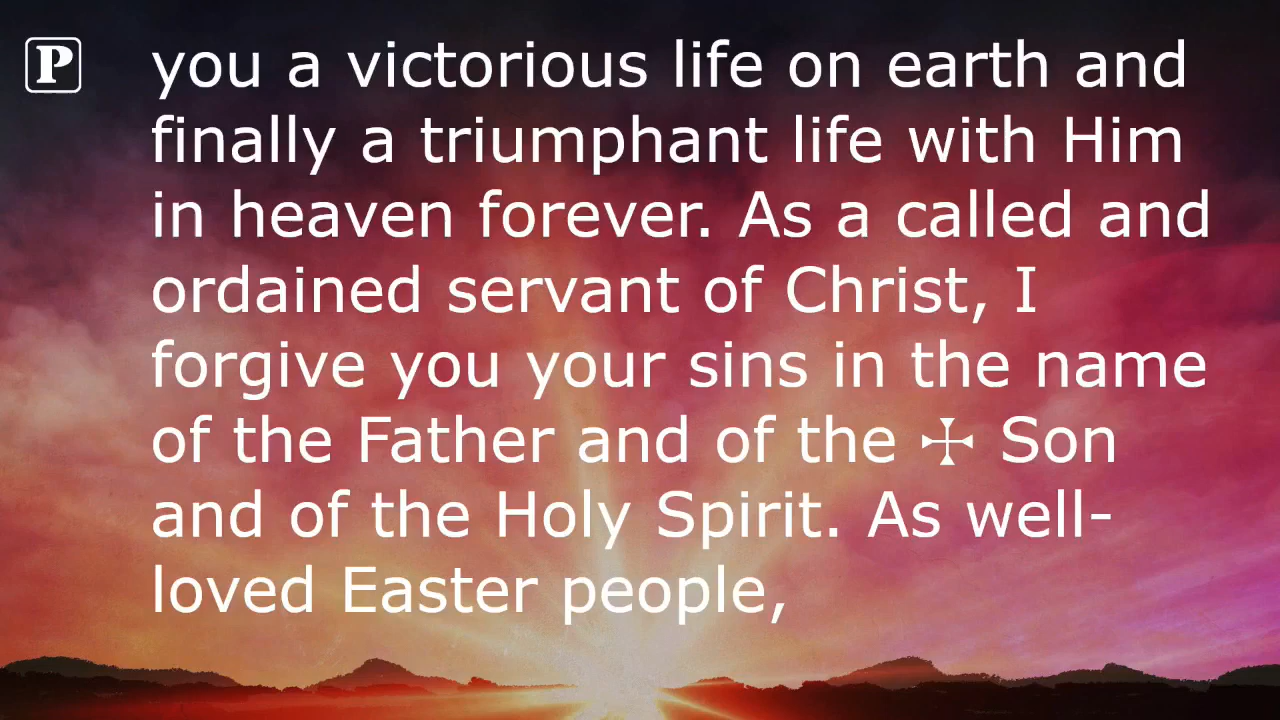 P you a victorious life on earth and
finally a triumphant life with Him
in heaven forever. As a called and
ordained servant of Christ, I
forgive you your sins in the name
of the Father and of the ☩ Son
and of the Holy Spirit. As well-
loved Easter people,